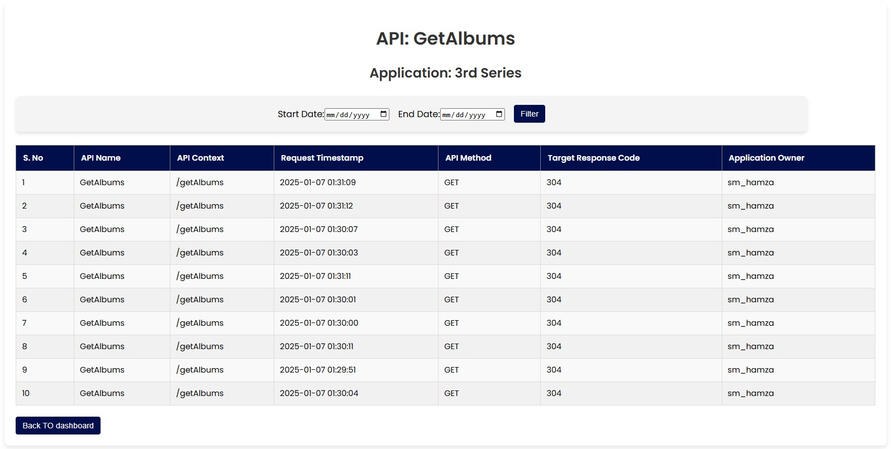 API: GetAlbums
Application: 3rd Series
Start Date: mm/dd/yyyy End Date: mm/dd/yyyy Filter
S. No API Name API Context Request Timestamp API Method Target Response Code Application Owner
1 GetAlbums /getAlbums 2025-01-07 01:31:09 GET 304 sm_hamza
2 GetAlbums /getAlbums 2025-01-07 01:31:12 GET 304 sm_hamza
3 GetAlbums /getAlbums 2025-01-07 01:30:07 GET 304 sm_hamza
4 GetAlbums /getAlbums 2025-01-07 01:30:03 GET 304 sm_hamza
5 GetAlbums /getAlbums 2025-01-07 01:31:11 GET 304 sm_hamza
6 GetAlbums /getAlbums 2025-01-07 01:30:01 GET 304 sm_hamza
7 GetAlbums /getAlbums 2025-01-07 01:30:00 GET 304 sm_hamza
8 GetAlbums /getAlbums 2025-01-07 01:30:11 GET 304 sm_hamza
9 GetAlbums /getAlbums 2025-01-07 01:29:51 GET 304 sm_hamza
10 GetAlbums /getAlbums 2025-01-07 01:30:04 GET 304 sm_hamza
Back TO dashboard